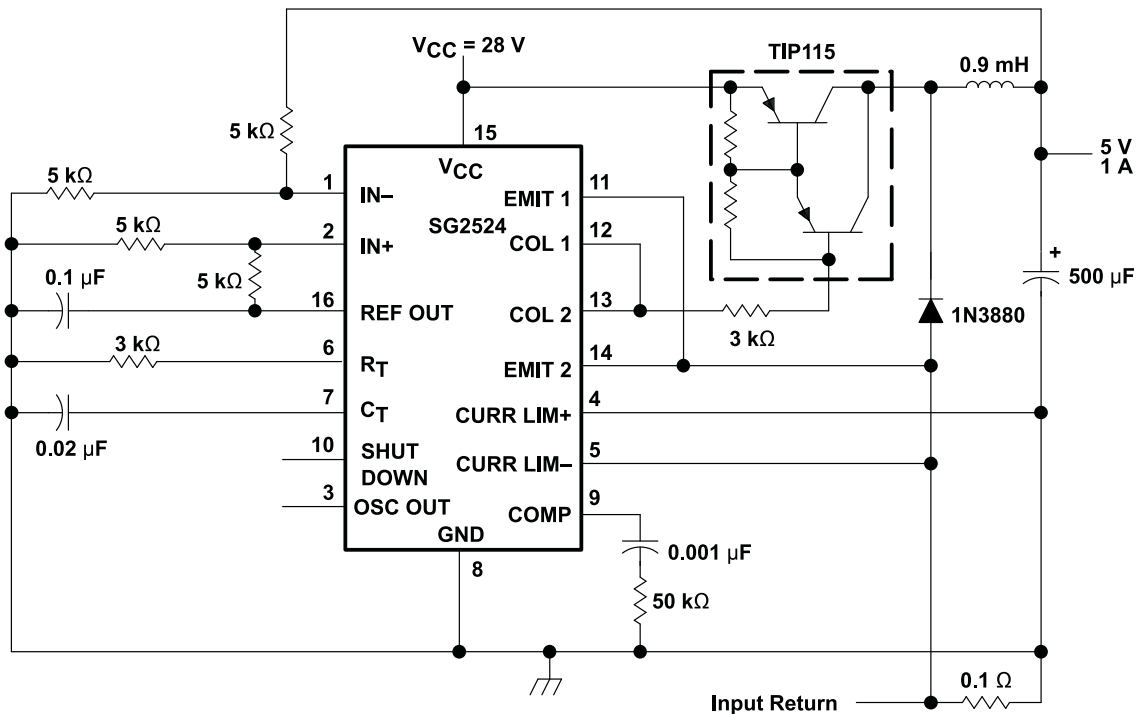 VCC = 28 V
TIP115
0.9 mH
5 kΩ
15
5 V
1 A
5 kΩ
VCC
1
IN–
EMIT 1
11
SG2524
5 kΩ
2
IN+
COL 1
12
0.1 µF
5 kΩ
16
REF OUT
COL 2
13
+
500 µF
1N3880
3 kΩ
3 kΩ
6
RT
EMIT 2
14
7
CT
CURR LIM+
4
0.02 µF
10
SHUT
DOWN
CURR LIM–
5
3
OSC OUT
COMP
9
GND
0.001 µF
8
50 kΩ
0.1 Ω
Input Return